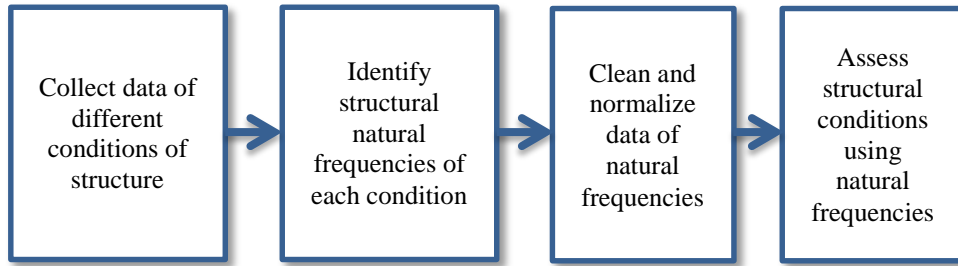 Collect data of
different
conditions of
structure
Identify
structural
natural
frequencies of
each condition
Clean and
normalize
data of
natural
frequencies
Assess
structural
conditions
using
natural
frequencies